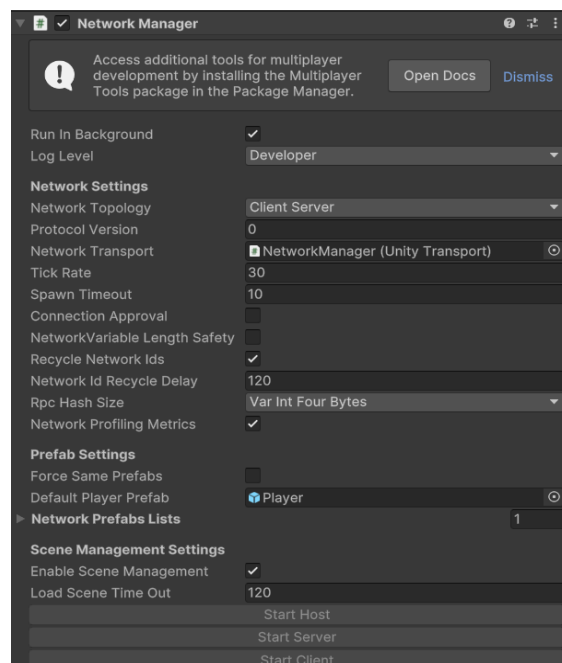 Network Manager
Access additional tools
for multiplayer
development by installing
the Multiplayer
Tools package in the
Package Manager.
Open Docs
Dismiss
Run In Background
Log Level Developer
Network Settings
Network Topology Client Server
Protocol Version 0
Network Transport NetworkManager (Unity Transport)
Tick Rate 30
Spawn Timeout 10
Connection Approval
NetworkVariable Length Safety
Recycle Network Ids
Network Id Recycle Delay 120
Rpc Hash Size Var Int Four Bytes
Network Profiling Metrics
Prefab Settings
Force Same Prefabs
Default Player Prefab Player
Network Prefabs Lists 1
Scene Management Settings
Enable Scene Management
Load Scene Time Out 120
Start Host
Start Server
Start Client